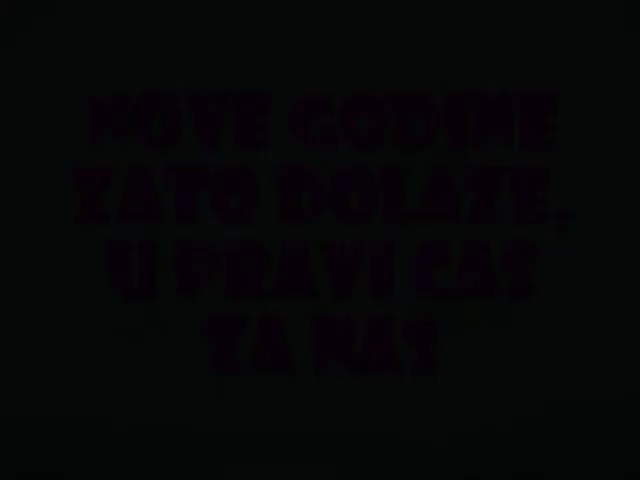 NOVE GODINE
ZATO DOLAZE,
U PRAVI CAS
ZA NAS